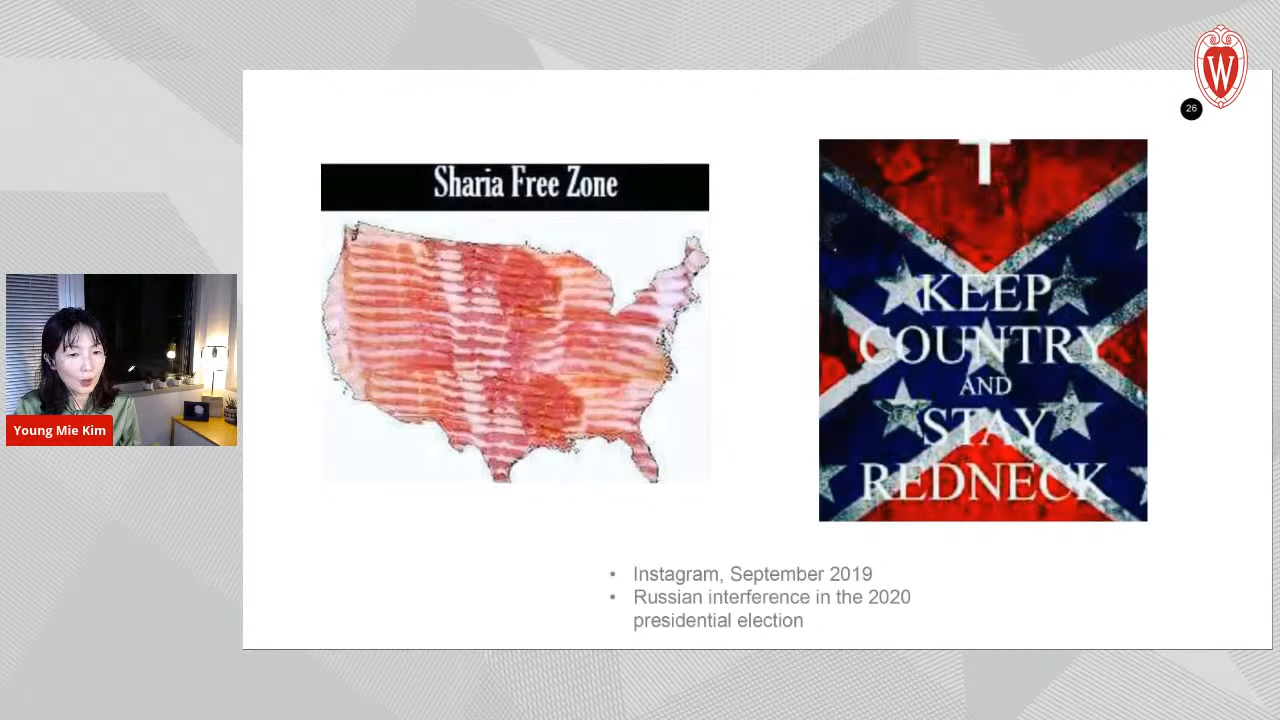 W
26
Sharia Free Zone
KEEP
COUNTRY
AND
STAY
REDNECK
Young Mie Kim
• Instagram, September 2019
• Russian interference in the 2020
presidential election